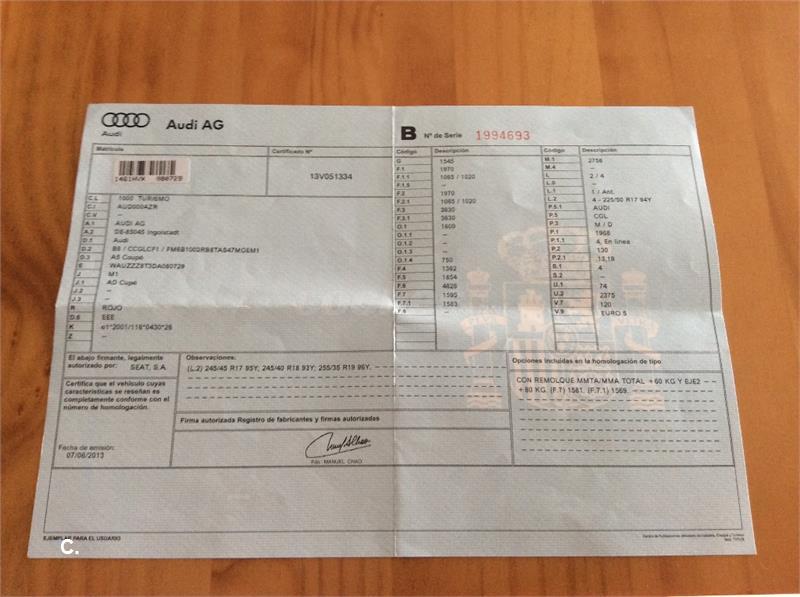 Audi
Audi AG
B Nº de Serie 1994693
Matrícula
Certificado Nº
13V051334
C.L 1000 TURISMO
C.I AUD000AZR
C.V --
A.1 AUDI AG
A.2 DE-85045 Ingolstadt
D.1 Audi
D.2
D.3 A5 Coupé
E WAUZZZ8T3DA080729
J M1
J.1 AD Cupé
J.2 --
J.3 --
R ROJO
D.6 EEE
K e1*2001/116*0430*26
Z --
Código Descripción
G 1545
F.1 1970
F.1.1 1065 / 1020
F.1.5 --
F.2 1970
F.2.1 1065 / 1020
F.3 3630
F.3.1 3630
O.1 1600
O.1.1 --
O.1.2 --
O.1.3 --
O.1.4 750
F.4 1392
F.5 1854
F.6 4626
F.7 1595
F.7.1 1583
F.8 --
Código Descripción
M.1 2756
M.4 --
L 2 / 4
L.0 --
L.1 1 / Ant.
L.2 4 - 225/50 R17 94Y
P.5.1 AUDI
P.5 CGL
P.3 M / D
P.1 1968
P.1.1 4, En línea
P.2 130
P.2.1 13,19
S.1 4
S.2 --
U.1 74
U.2 2375
V.7 120
V.9 EURO 5
El abajo firmante, legalmente
autorizado por: SEAT, S.A.
Certifica que el vehículo cuyas
características se reseñan es
completamente conforme con el
número de homologación.
Fecha de emisión:
07/06/2013
Observaciones:
(L.2) 245/45 R17 95Y; 245/40 R18 93Y; 255/35 R19 96Y.
Firma autorizada Registro de fabricantes y firmas autorizadas
Fdo: MANUEL CHAO
Opciones incluidas en la homologación de tipo
CON REMOLQUE MMTA/MMA TOTAL +60 KG Y EJE2
+80 KG. (F.7) 1581. (F.7.1) 1569.
EJEMPLAR PARA EL USUARIO
C.